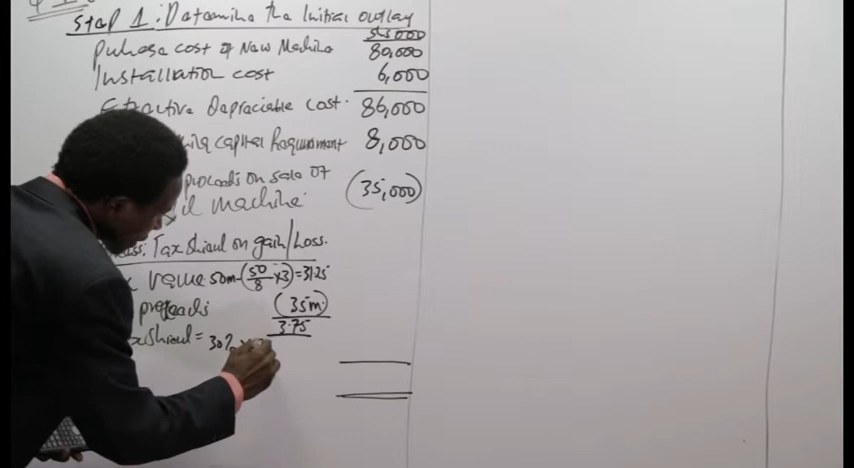 Step 1: Determine the Initial outlay
Sh.000
Purchase cost of New Machine 80,000
Installation cost 6,000
Effective Depreciable cost. 86,000
capital Requirement 8,000
proceeds on sale of
machine. (35,000)
Tax Shield on gain/Loss.
value 50m-(50/8 x3)=31.25
proceeds (35m)
3.75
Shield = 30% x